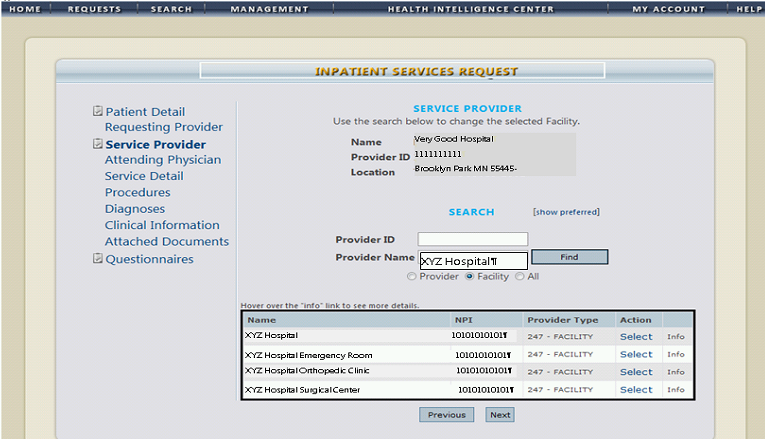 HOME REQUESTS SEARCH MANAGEMENT HEALTH INTELLIGENCE CENTER MY ACCOUNT HELP
INPATIENT SERVICES REQUEST
Patient Detail
Requesting Provider
Service Provider
Attending Physician
Service Detail
Procedures
Diagnoses
Clinical Information
Attached Documents
Questionnaires
SERVICE PROVIDER
Use the search below to change the selected Facility.
Name Very Good Hospital
Provider ID 1111111111
Location Brooklyn Park MN 55445-
SEARCH [show preferred]
Provider ID
Provider Name XYZ Hospital¶ Find
Provider Facility All
Hover over the "info" link to see more details.
Name NPI Provider Type Action
XYZ Hospital 10101010101¶ 247 - FACILITY Select Info
XYZ Hospital Emergency Room 10101010101¶ 247 - FACILITY Select Info
XYZ Hospital Orthopedic Clinic 10101010101¶ 247 - FACILITY Select Info
XYZ Hospital Surgical Center 10101010101¶ 247 - FACILITY Select Info
Previous Next